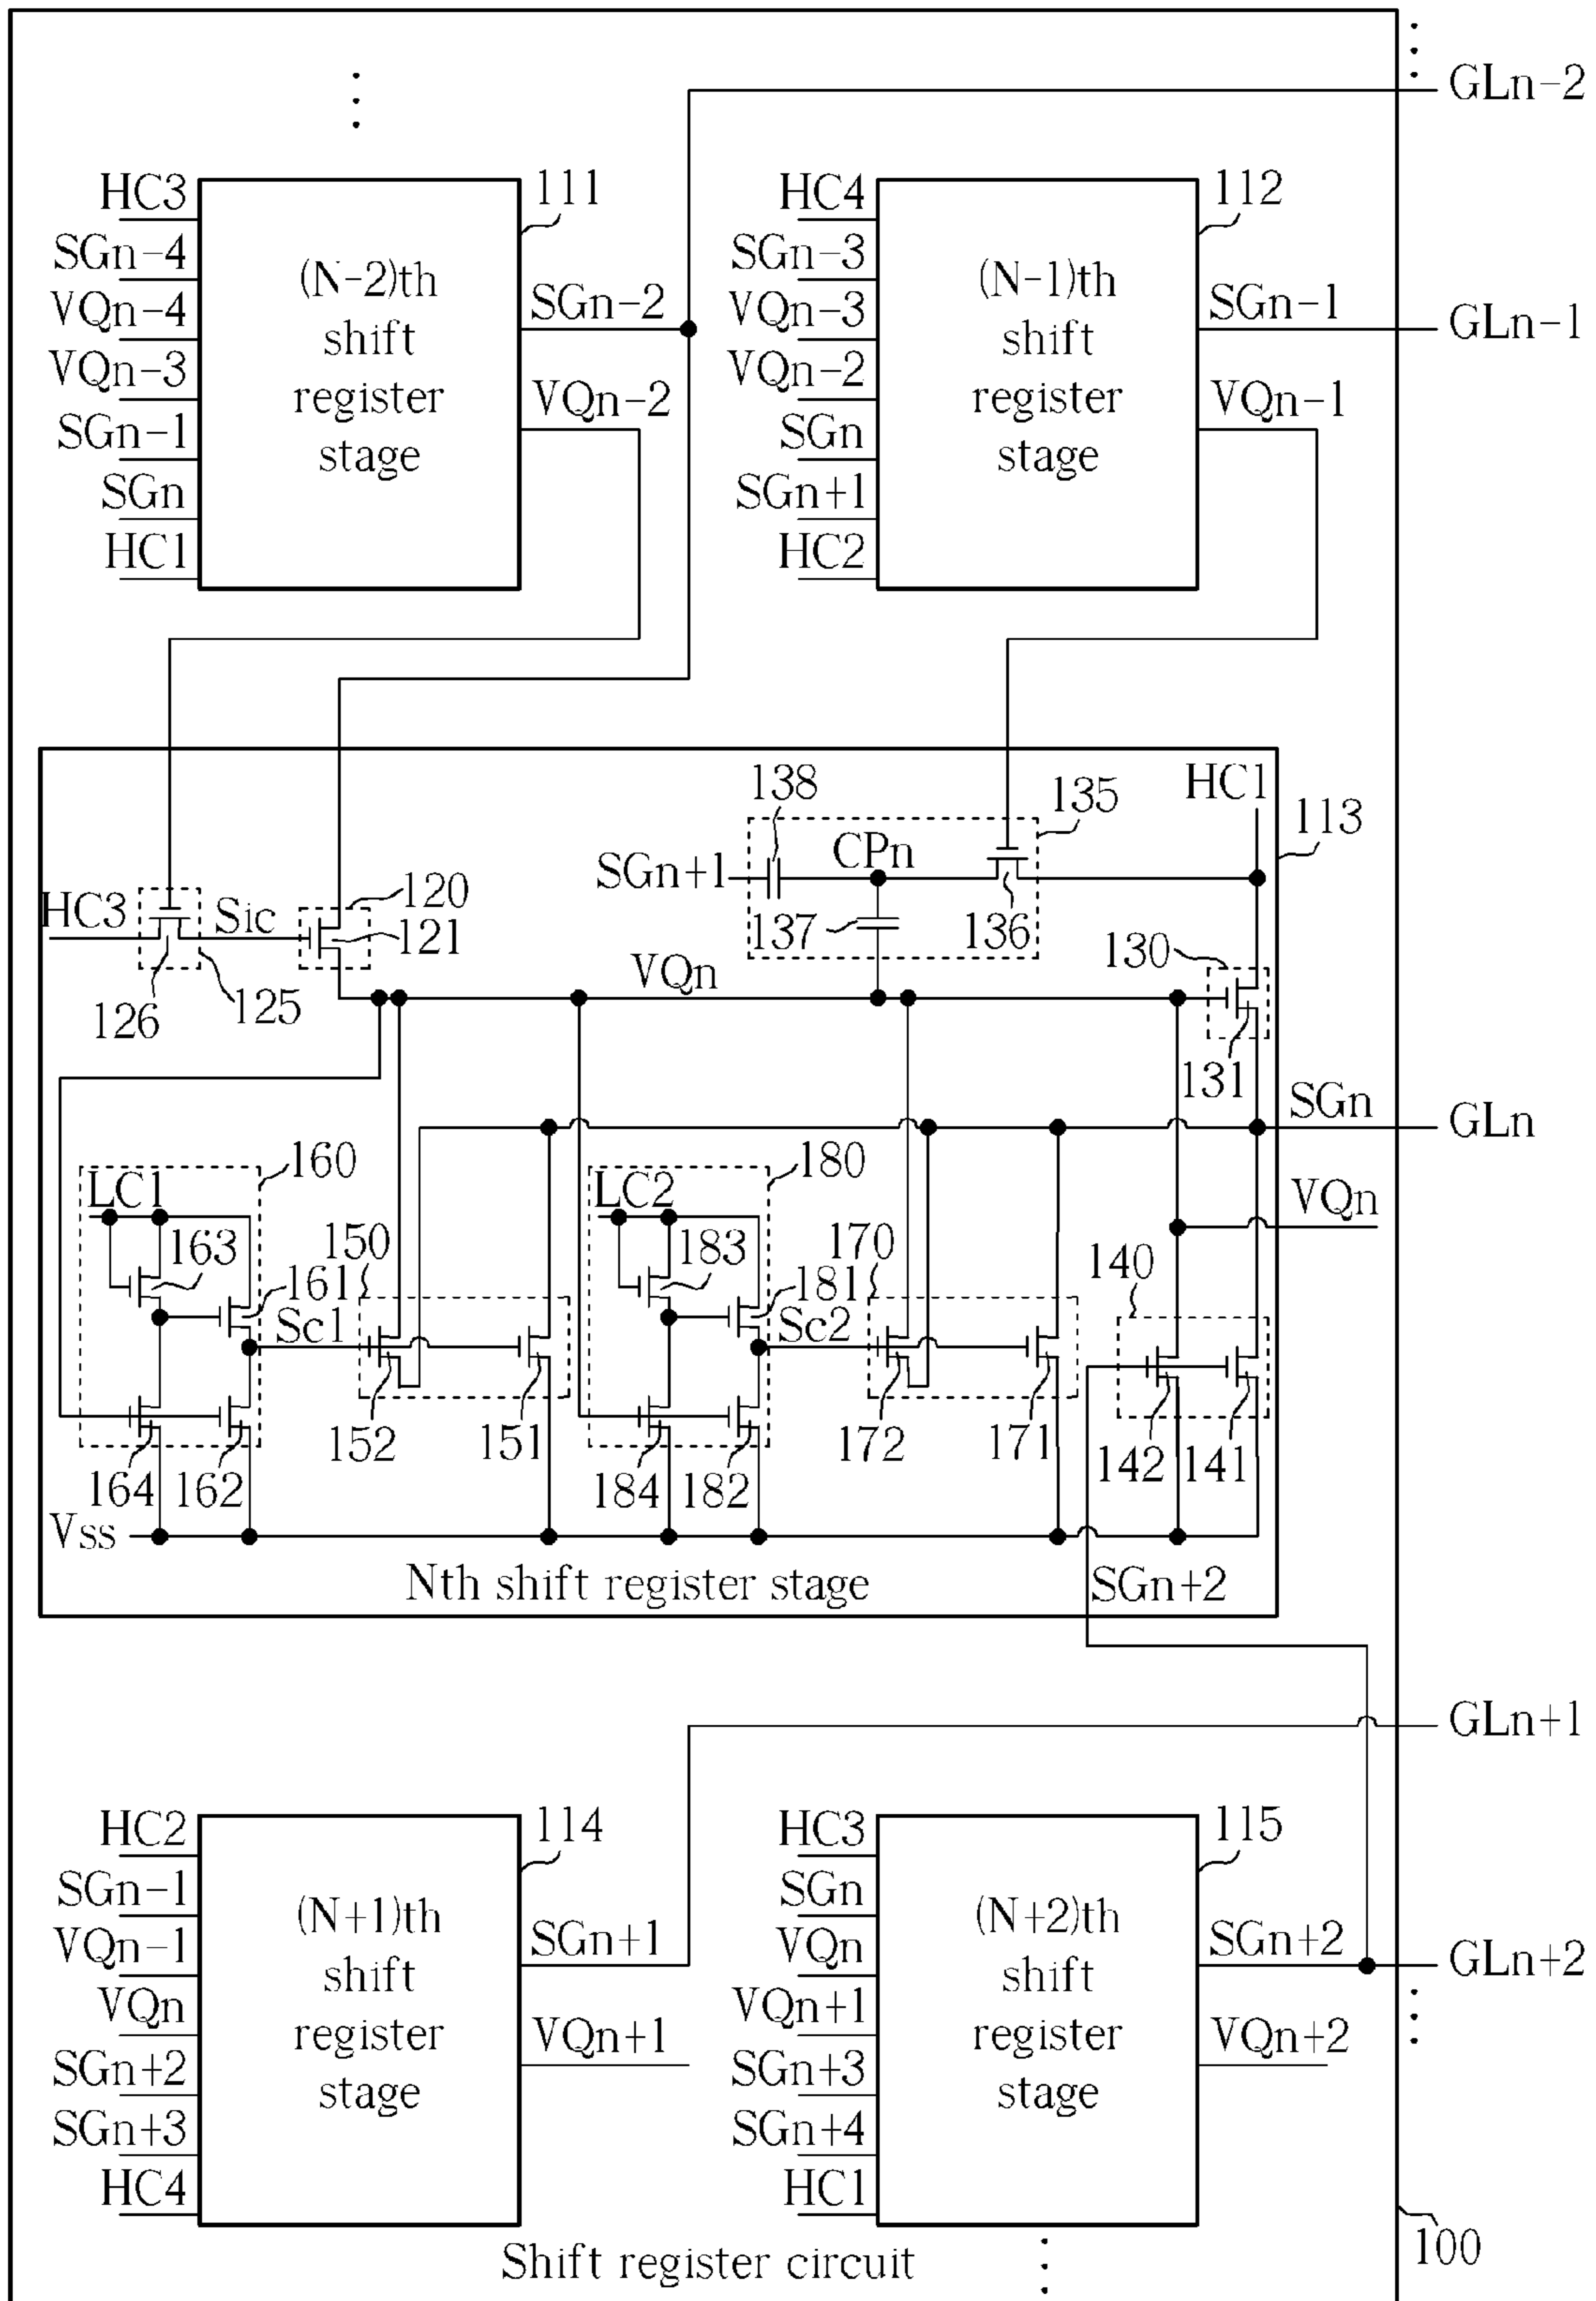 GLn-2
HC3
SGn-4
VQn-4
VQn-3
SGn-1
SGn
HC1
(N-2)th
shift
register
stage
111
SGn-2
VQn-2
HC4
SGn-3
VQn-3
VQn-2
SGn
SGn+1
HC2
(N-1)th
shift
register
stage
112
SGn-1
VQn-1
GLn-1
138
135
HC1
113
SGn+1
CPn
HC3
Sic
120
121
137
136
130
126
125
VQn
131
SGn
GLn
160
180
LC1
LC2
VQn
163
150
183
170
140
161
181
Sc1
Sc2
152
151
172
171
142
141
164
162
184
182
Vss
Nth shift register stage
SGn+2
GLn+1
HC2
SGn-1
VQn-1
VQn
SGn+2
SGn+3
HC4
(N+1)th
shift
register
stage
114
SGn+1
VQn+1
HC3
SGn
VQn
VQn+1
SGn+3
SGn+4
HC1
(N+2)th
shift
register
stage
115
SGn+2
VQn+2
GLn+2
Shift register circuit
100